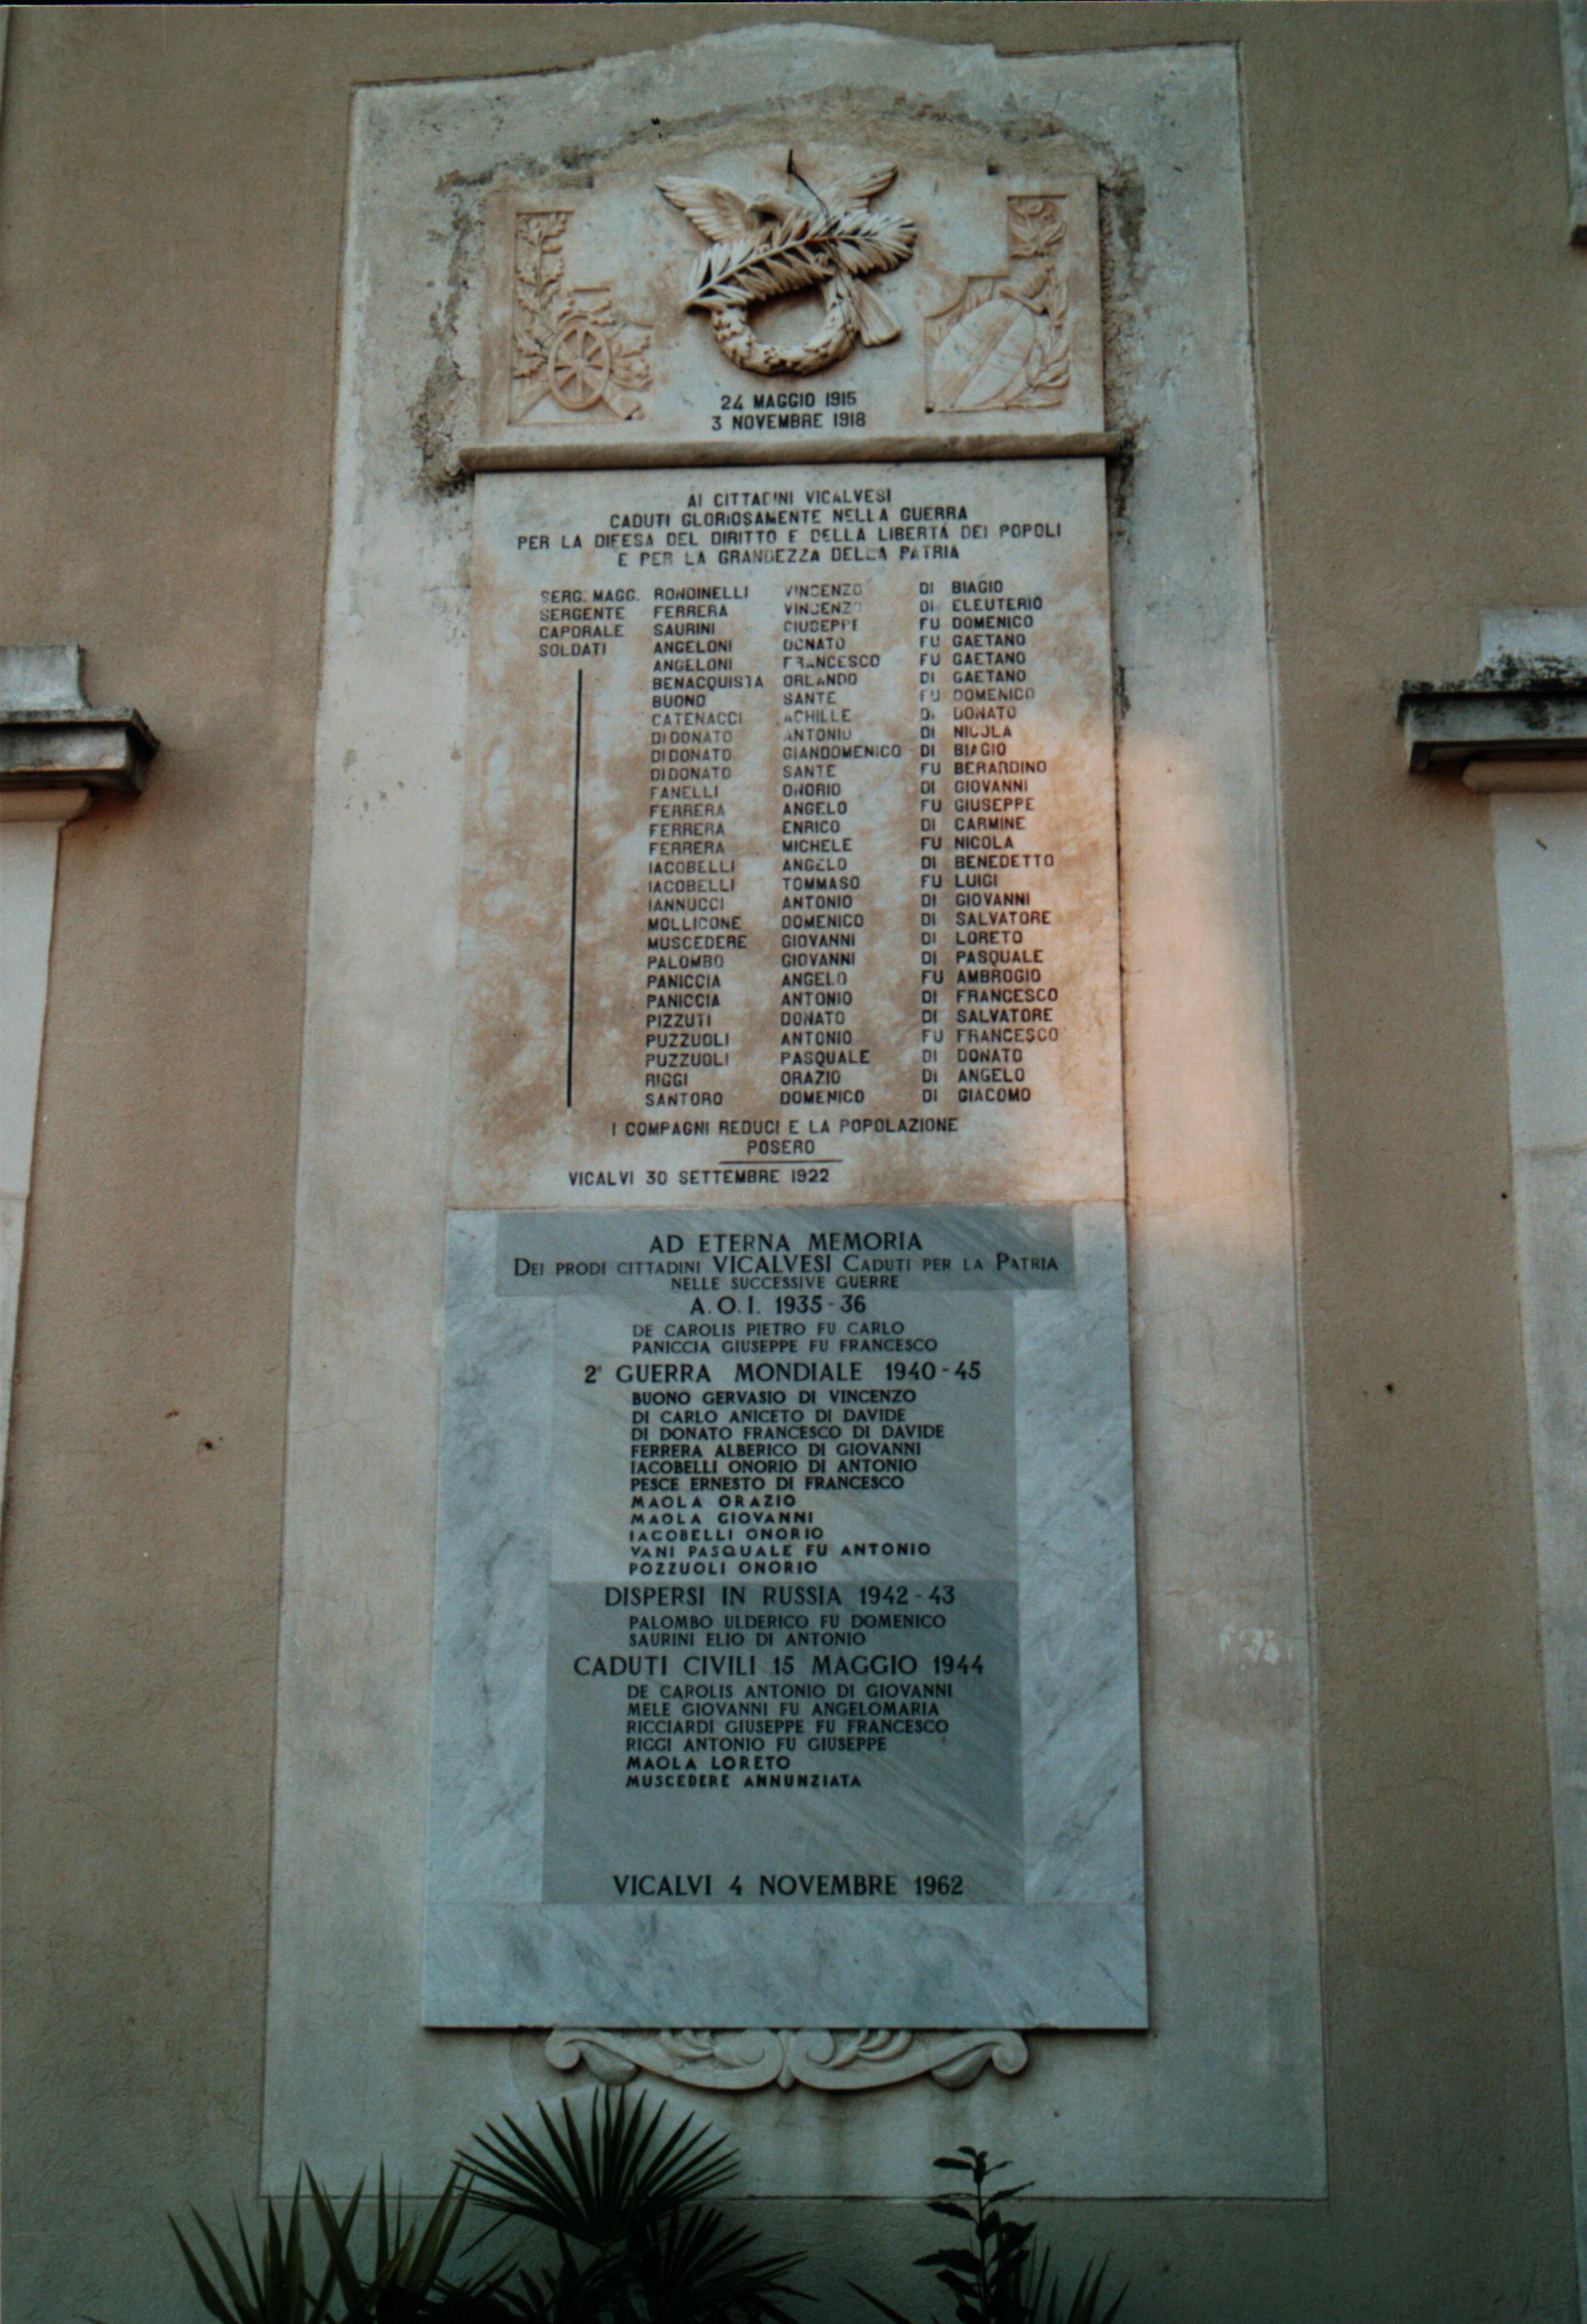 24 MAGGIO 1915
3 NOVEMBRE 1918
AI CITTADINI VICALVESI
CADUTI GLORIOSAMENTE NELLA GUERRA
PER LA DIFESA DEL DIRITTO E DELLA LIBERTÁ DEI POPOLI
E PER LA GRANDEZZA DELLA PATRIA
SERG. MAGG. RONDINELLI VINCENZO DI BIAGIO
SERGENTE FERRERA VINCENZO DI ELEUTERIO
CAPORALE SAURINI GIUSEPPE FU DOMENICO
SOLDATI ANGELONI DONATO FU GAETANO
ANGELONI FRANCESCO FU GAETANO
BENACQUISTA ORLANDO DI GAETANO
BUONO SANTE FU DOMENICO
CATENACCI ACHILLE DI DONATO
DI DONATO ANTONIO DI NICOLA
DI DONATO GIANDOMENICO DI BIAGIO
DI DONATO SANTE FU BERARDINO
FANELLI ONORIO DI GIOVANNI
FERRERA ANGELO FU GIUSEPPE
FERRERA ENRICO DI CARMINE
FERRERA MICHELE FU NICOLA
IACOBELLI ANGELO DI BENEDETTO
IACOBELLI TOMMASO FU LUIGI
IANNUCCI ANTONIO DI GIOVANNI
MOLLICONE DOMENICO DI SALVATORE
MUSCEDERE GIOVANNI DI LORETO
PALOMBO GIOVANNI DI PASQUALE
PANICCIA ANGELO FU AMBROGIO
PANICCIA ANTONIO DI FRANCESCO
PIZZUTI DONATO DI SALVATORE
PUZZUOLI ANTONIO FU FRANCESCO
PUZZUOLI PASQUALE DI DONATO
RIGGI ORAZIO DI ANGELO
SANTORO DOMENICO DI GIACOMO
I COMPAGNI REDUCI E LA POPOLAZIONE
POSERO
VICALVI 30 SETTEMBRE 1922
AD ETERNA MEMORIA
DEI PRODI CITTADINI VICALVESI CADUTI PER LA PATRIA
NELLE SUCCESSIVE GUERRE
A. O. I. 1935-36
DE CAROLIS PIETRO FU CARLO
PANICCIA GIUSEPPE FU FRANCESCO
2ª GUERRA MONDIALE 1940-45
BUONO GERVASIO DI VINCENZO
DI CARLO ANICETO DI DAVIDE
DI DONATO FRANCESCO DI DAVIDE
FERRERA ALBERICO DI GIOVANNI
IACOBELLI ONORIO DI ANTONIO
PESCE ERNESTO DI FRANCESCO
MAOLA ORAZIO
MAOLA GIOVANNI
IACOBELLI ONORIO
VANI PASQUALE FU ANTONIO
POZZUOLI ONORIO
DISPERSI IN RUSSIA 1942-43
PALOMBO ULDERICO FU DOMENICO
SAURINI ELIO DI ANTONIO
CADUTI CIVILI 15 MAGGIO 1944
DE CAROLIS ANTONIO DI GIOVANNI
MELE GIOVANNI FU ANGELOMARIA
RICCIARDI GIUSEPPE FU FRANCESCO
RIGGI ANTONIO FU GIUSEPPE
MAOLA LORETO
MUSCEDERE ANNUNZIATA
VICALVI 4 NOVEMBRE 1962